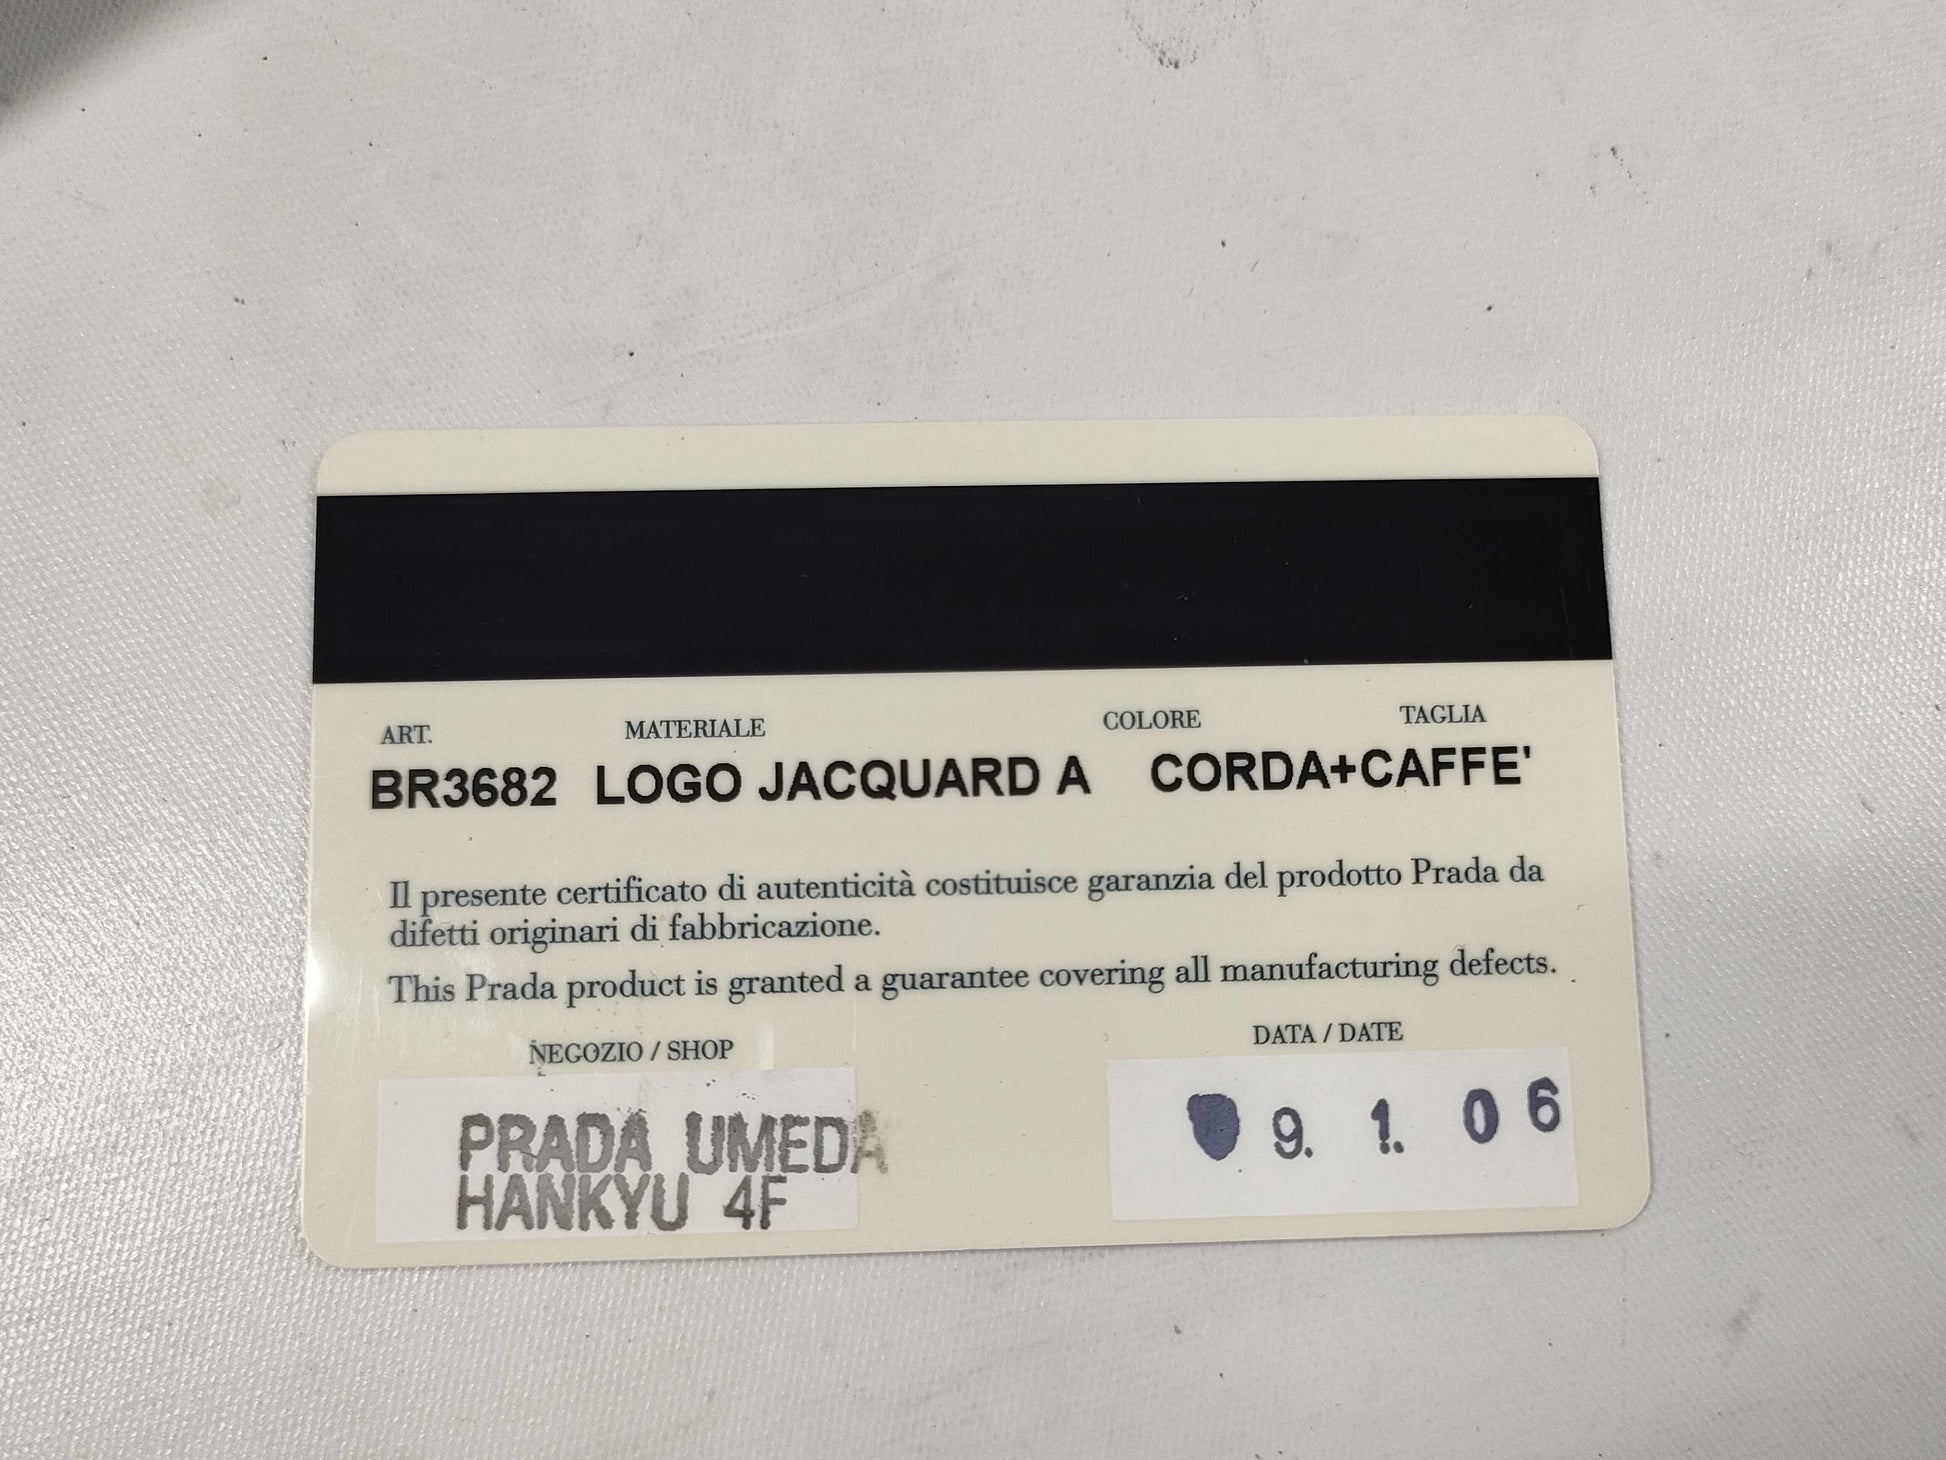 ART. MATERIALE COLORE TAGLIA
BR3682 LOGO JACQUARD A CORDA+CAFFE'
Il presente certificato di autenticità costituisce garanzia del prodotto Prada da
difetti originari di fabbricazione.
This Prada product is granted a guarantee covering all manufacturing defects.
NEGOZIO / SHOP DATA / DATE
PRADA UMEDA
HANKYU 4F
9. 1. 0 6